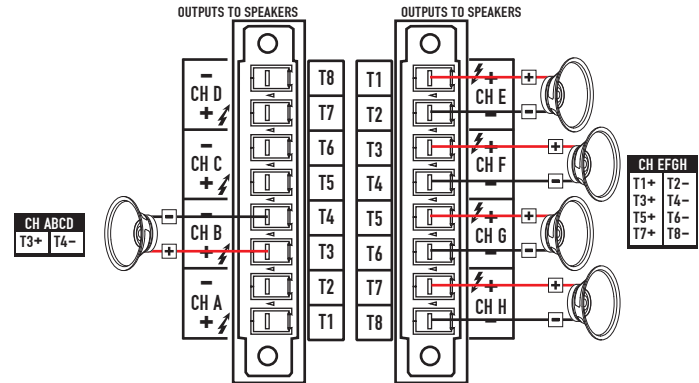 OUTPUTS TO SPEAKERS
OUTPUTS TO SPEAKERS
−
CH D
+
−
CH C
+
−
CH B
+
−
CH A
+
T8
T7
T6
T5
T4
T3
T2
T1
T1
T2
T3
T4
T5
T6
T7
T8
+
CH E
−
+
CH F
−
+
CH G
−
+
CH H
−
−
+
+
−
+
−
+
−
+
−
CH ABCD
T3+ T4−
CH EFGH
T1+ T2−
T3+ T4−
T5+ T6−
T7+ T8−